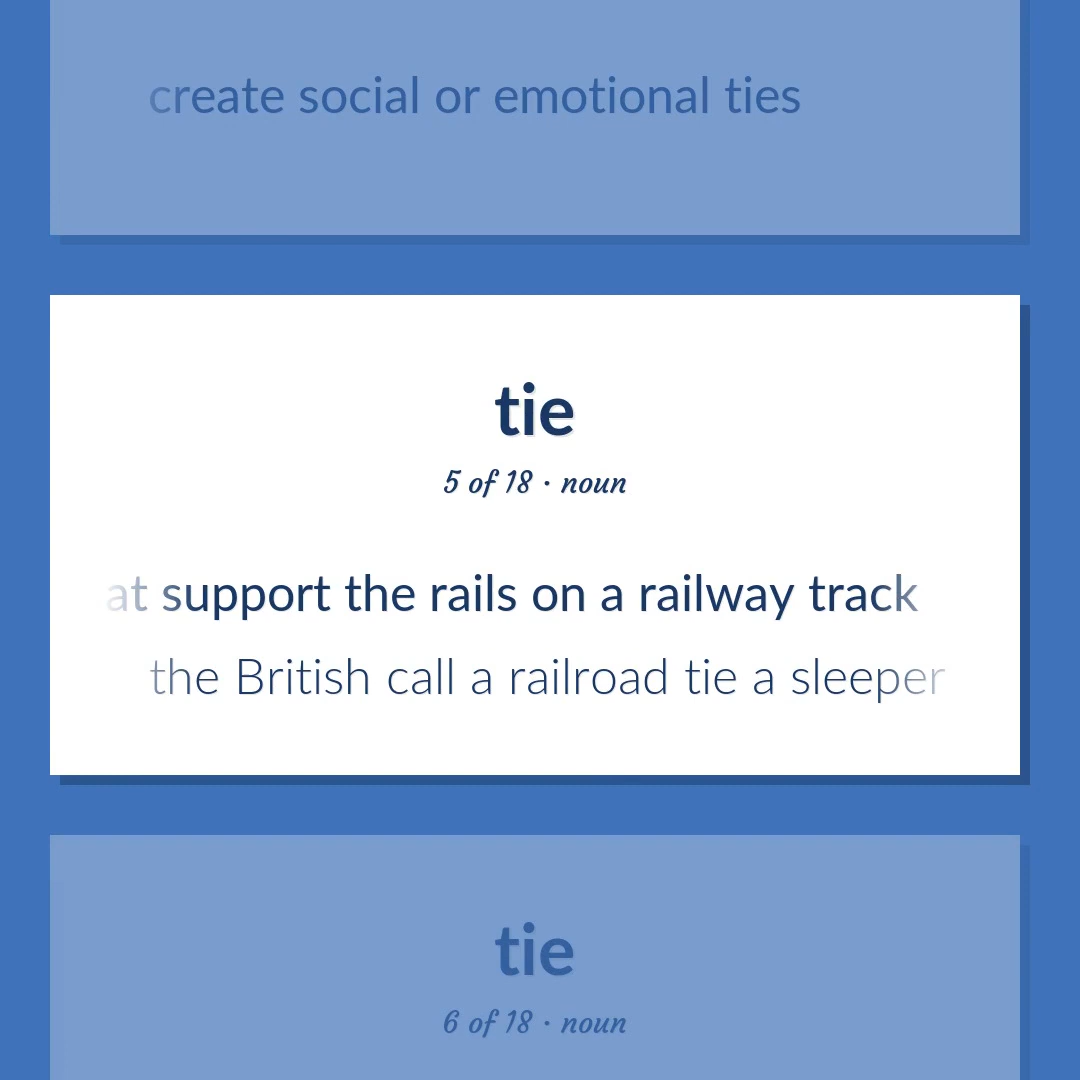 create social or emotional ties
tie
5 of 18 · noun
at support the rails on a railway track
the British call a railroad tie a sleeper
tie
6 of 18 · noun